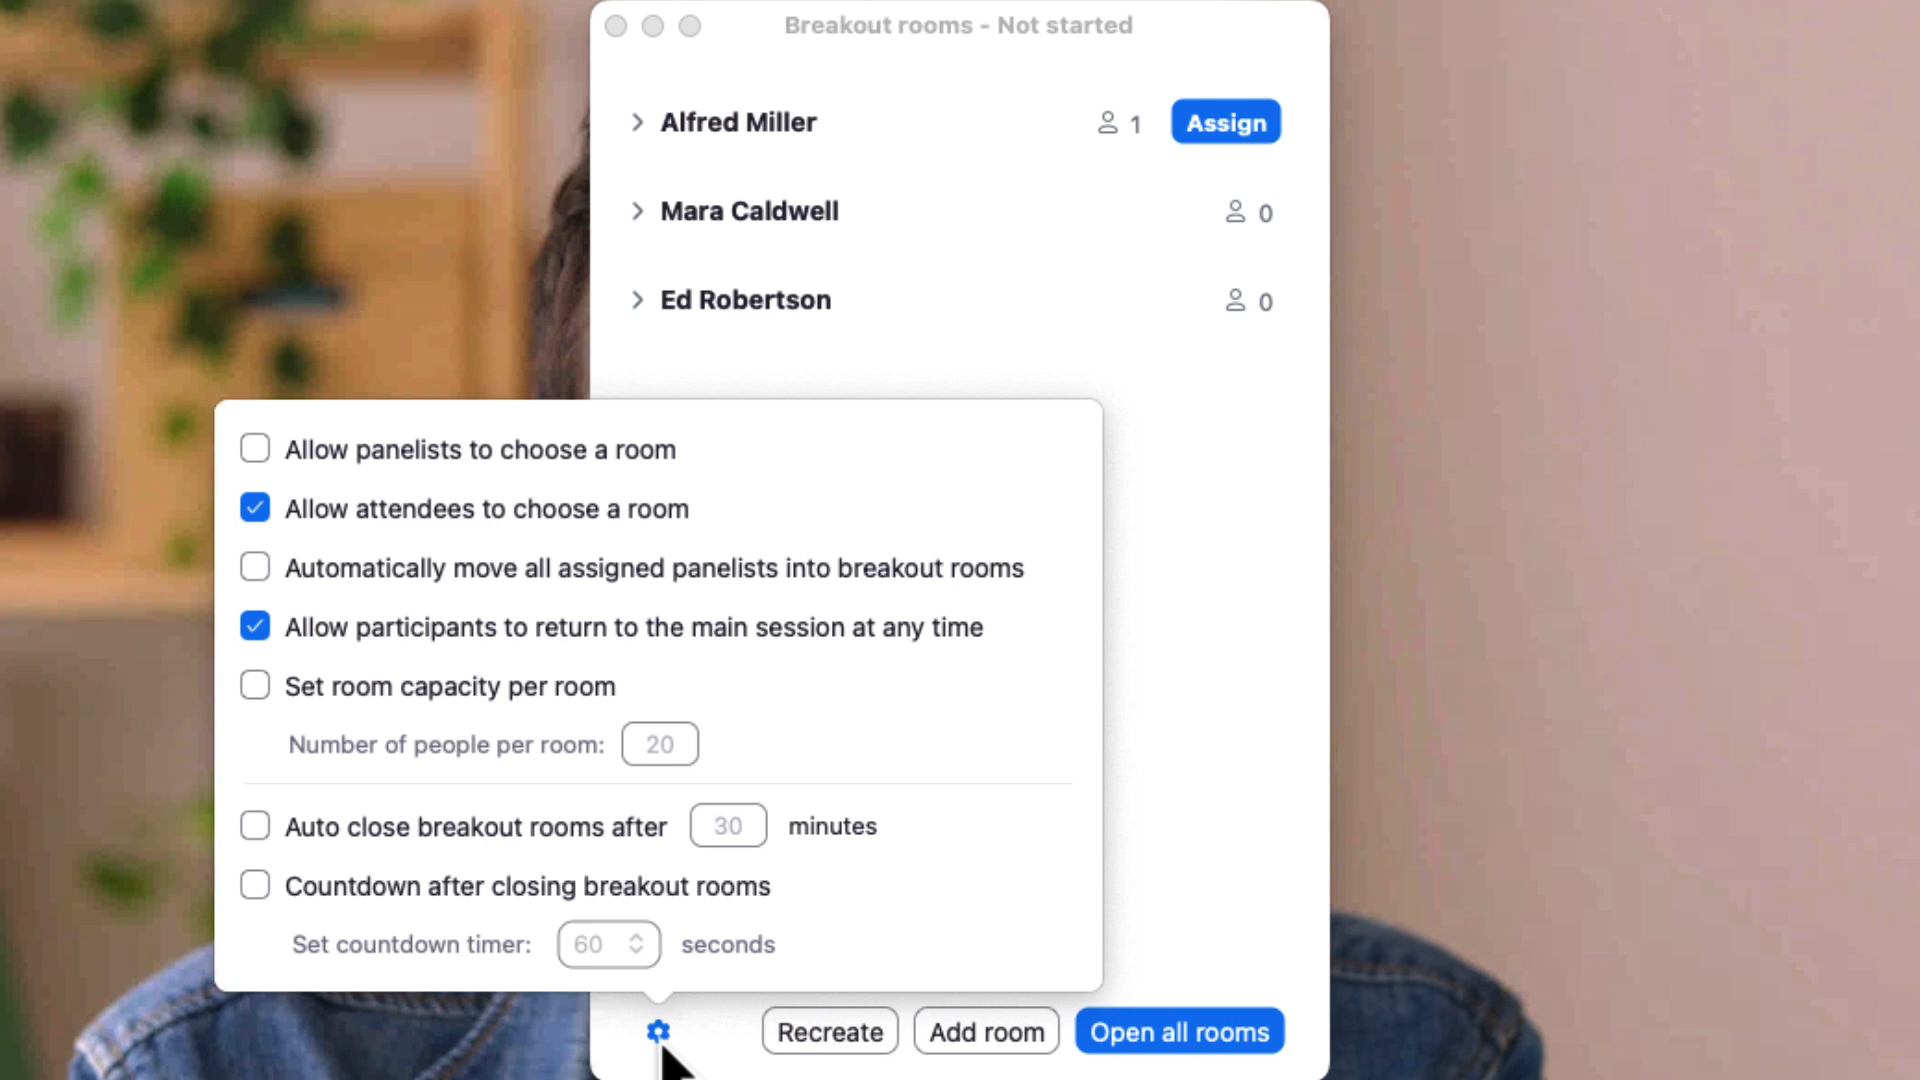 Breakout rooms - Not started
Alfred Miller 1 Assign
Mara Caldwell 0
Ed Robertson 0
Allow panelists to choose a room
Allow attendees to choose a room
Automatically move all assigned panelists into breakout rooms
Allow participants to return to the main session at any time
Set room capacity per room
Number of people per room: 20
Auto close breakout rooms after 30 minutes
Countdown after closing breakout rooms
Set countdown timer: 60 seconds
Recreate Add room Open all rooms